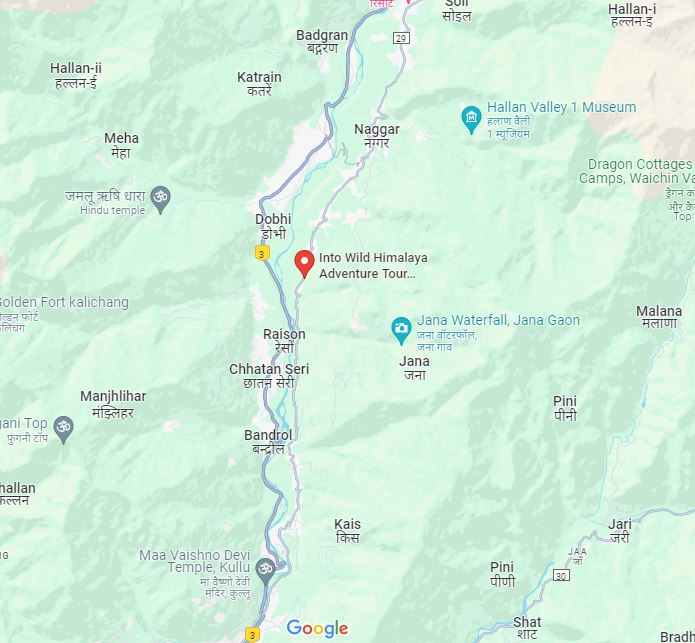 Soil
सोइल
रिसॉर्ट
Hallan-i
हल्लन-इ
Badgran
बद्गरण
29
Hallan-ii
हल्लन-ई
Katrain
कतरें
Hallan Valley 1 Museum
हलाण वैली
1 म्यूजियम
Naggar
नग्गर
Meha
मेहा
Dragon Cottages
Camps, Waichin Va
ड्रैगन क
और के
Top
जमलू ऋषि धारा
Hindu temple
Dobhi
डोभी
3
Into Wild Himalaya
Adventure Tour...
Golden Fort kalichang
ल्डन फोर्ट
लिचंग
Malana
मलाणा
Jana Waterfall, Jana Gaon
जना वॉटरफॉल,
जना गांव
Raison
रेसों
Jana
जना
Chhatan Seri
छातन सेरी
Manjhlihar
मंझ्लिहर
Pini
पीनी
gani Top
फुंगनी टॉप
Bandrol
बन्द्रौल
hallan
कल्लन
Kais
किस
Jari
जरी
NG
Maa Vaishno Devi
Temple, Kullu
मां वैष्णो देवी
मंदिर, कुल्लू
JAA
जॉ
Pini
पीणी
30
Shat
शाट
3
Google
Bradh